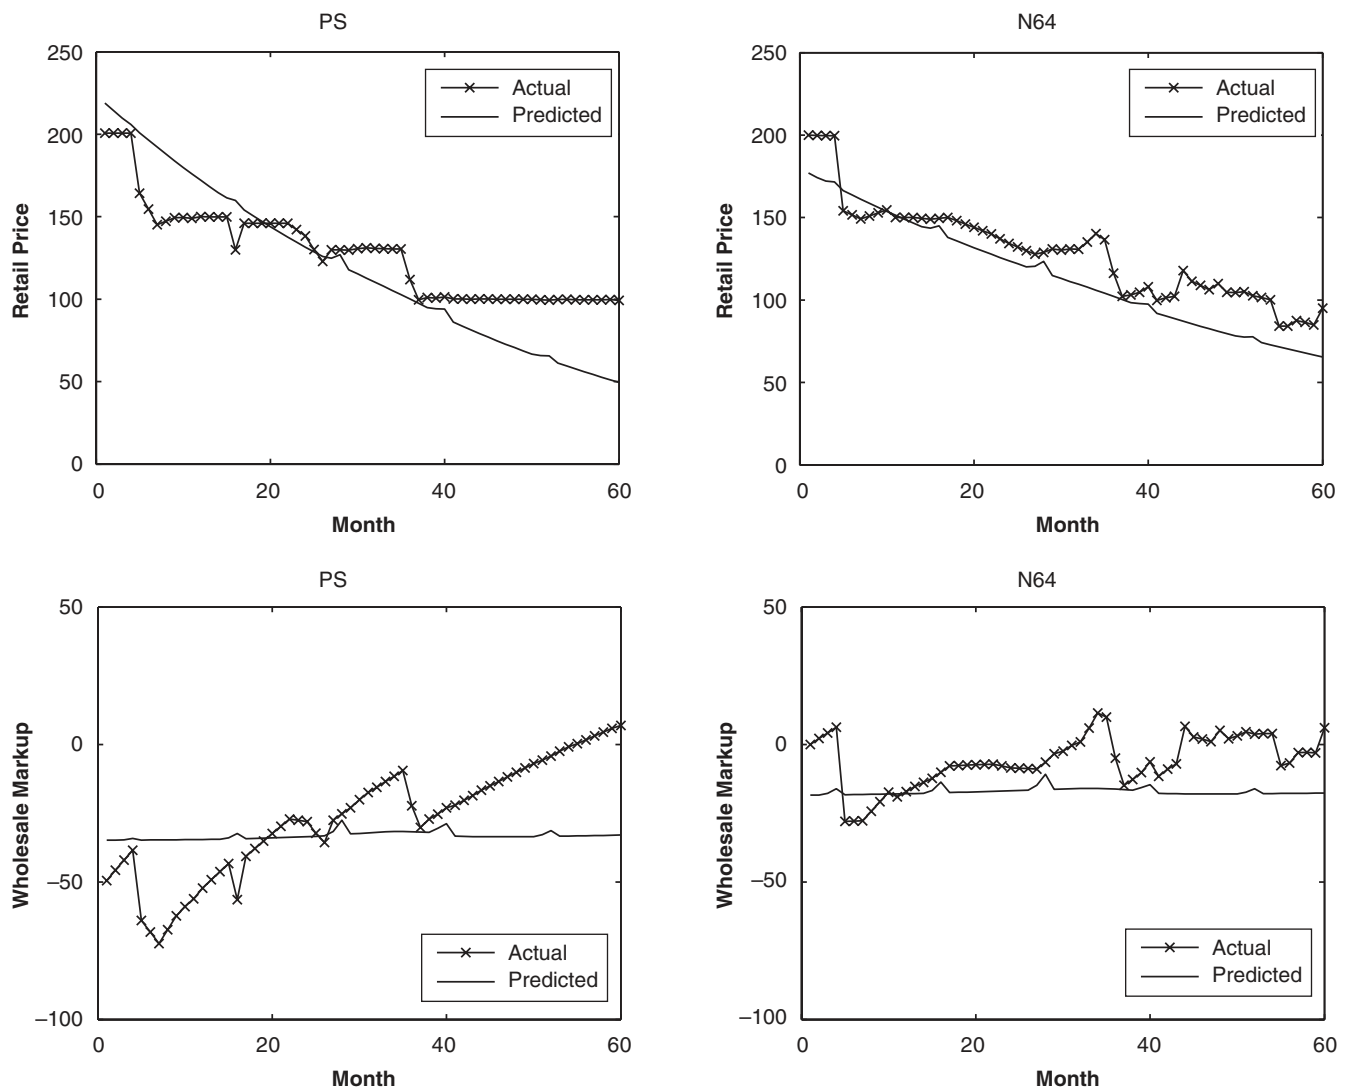 PS
250
200
150
100
50
0
Retail Price
Actual
Predicted
0 20 40 60
Month
N64
250
200
150
100
50
0
Retail Price
Actual
Predicted
0 20 40 60
Month
PS
50
0
–50
–100
Wholesale Markup
Actual
Predicted
0 20 40 60
Month
N64
50
0
–50
–100
Wholesale Markup
Actual
Predicted
0 20 40 60
Month